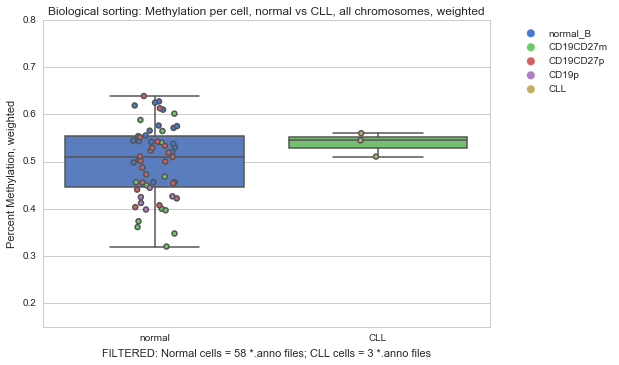 Biological sorting: Methylation per cell, normal vs CLL, all chromosomes, weighted
Percent Methylation, weighted
0.8
0.7
0.6
0.5
0.4
0.3
0.2
normal
CLL
FILTERED: Normal cells = 58 *.anno files; CLL cells = 3 *.anno files
normal_B
CD19CD27m
CD19CD27p
CD19p
CLL